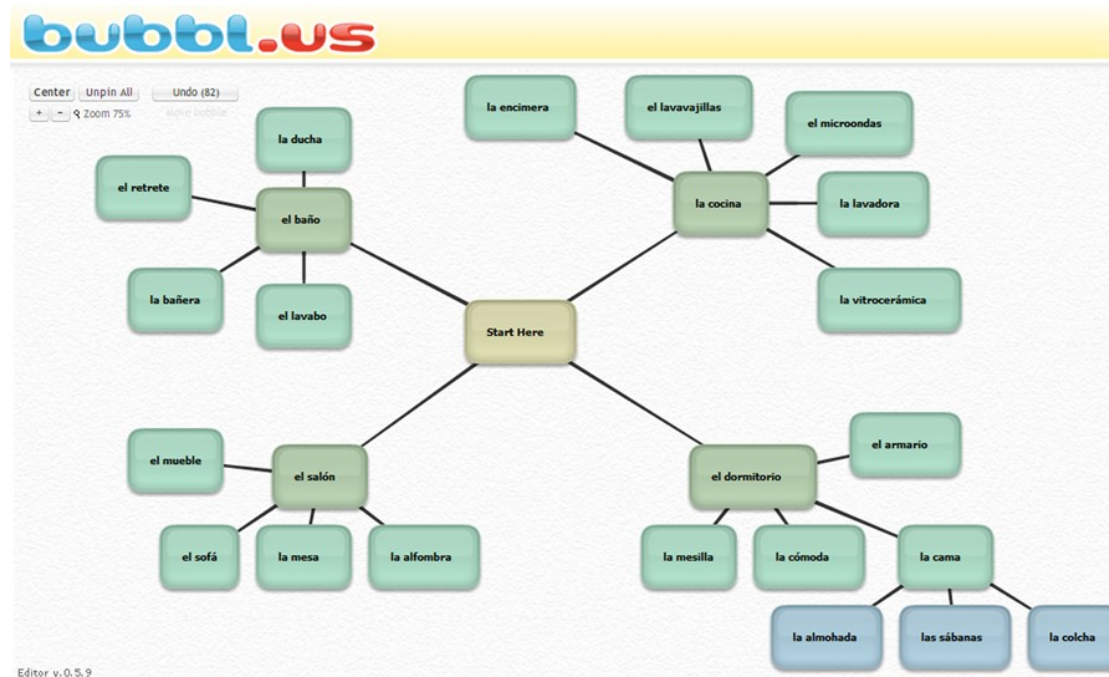 bubbl.us
Center Unpin All Undo (82)
+ - Zoom 75% Move bubble
la encimera
el lavavajillas
el microondas
la ducha
el retrete
el baño
la cocina
la lavadora
la bañera
el lavabo
la vitrocerámica
Start Here
el armario
el mueble
el salón
el dormitorio
el sofá
la mesa
la alfombra
la mesilla
la cómoda
la cama
la almohada
las sábanas
la colcha
Editor v.0.5.9